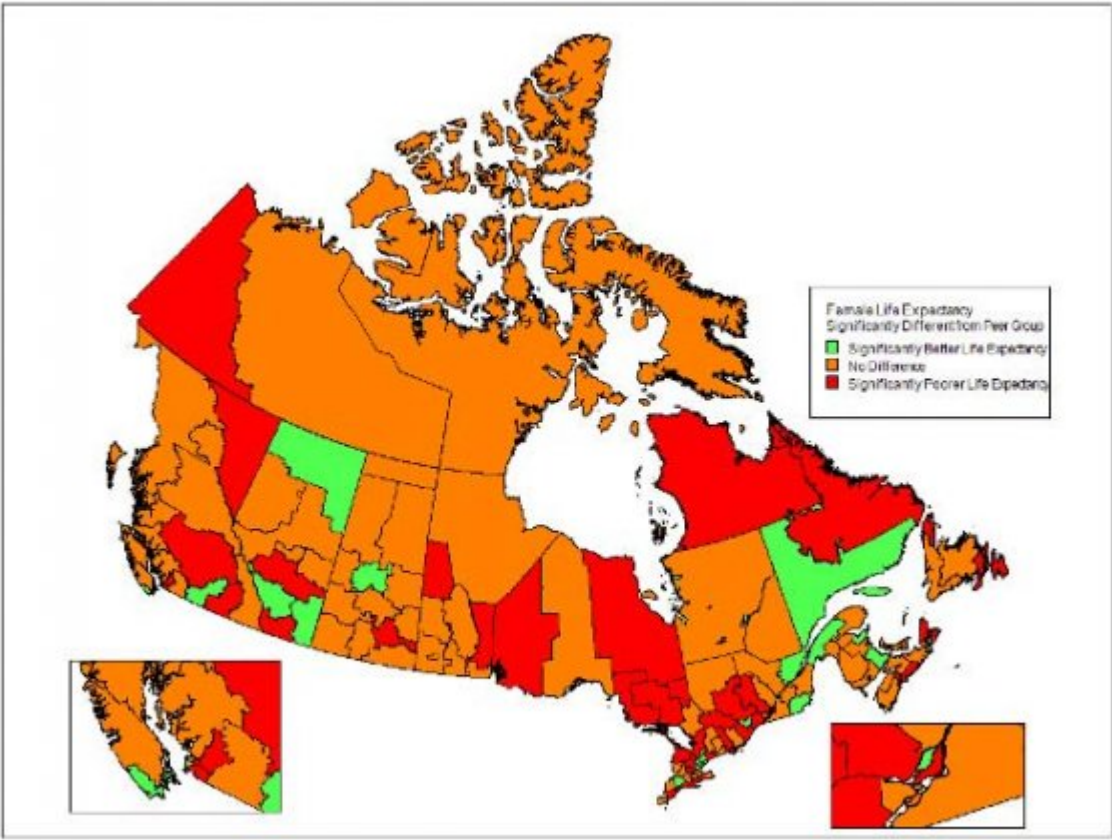 Female Life Expectancy
Significantly Different from Peer Group
Significantly Better Life Expectancy
No Difference
Significantly Poorer Life Expectancy